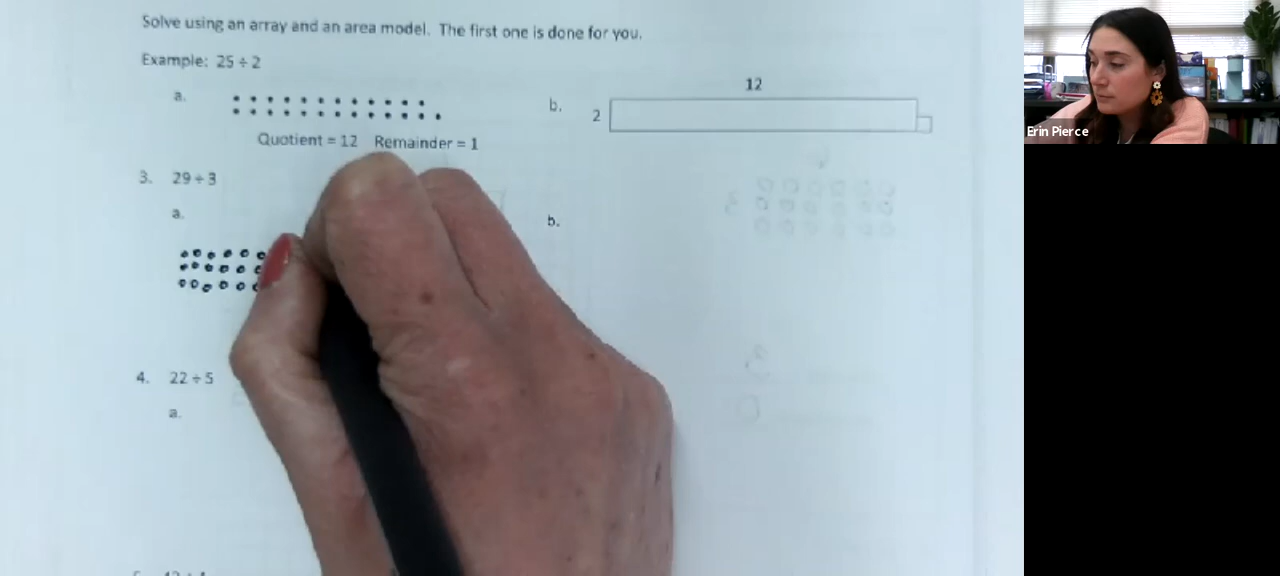 Solve using an array and an area model. The first one is done for you.
Example: 25 ÷ 2
a.
b.
12
2
Quotient = 12 Remainder = 1
3. 29 ÷ 3
a.
b.
4. 22 ÷ 5
a.
Erin Pierce